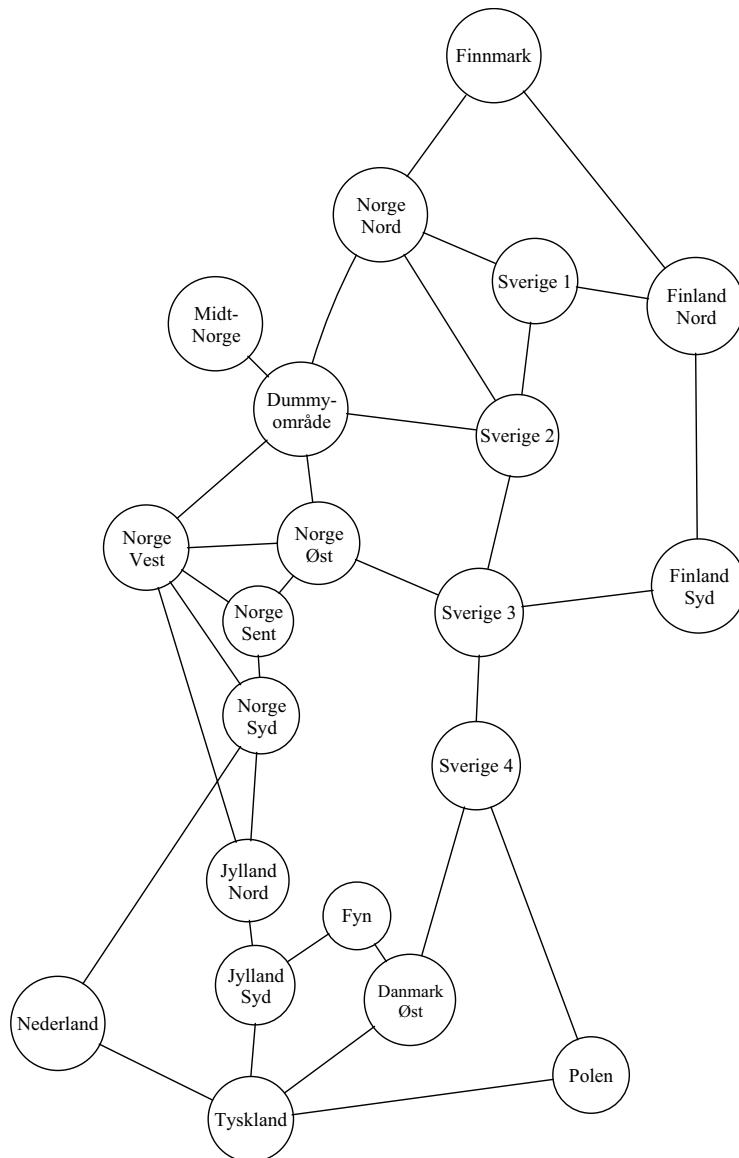 Finnmark
Norge
Nord
Sverige 1
Finland
Nord
Midt-
Norge
Dummy-
område
Sverige 2
Norge
Vest
Norge
Øst
Finland
Syd
Norge
Sent
Sverige 3
Norge
Syd
Sverige 4
Jylland
Nord
Fyn
Jylland
Syd
Danmark
Øst
Nederland
Polen
Tyskland